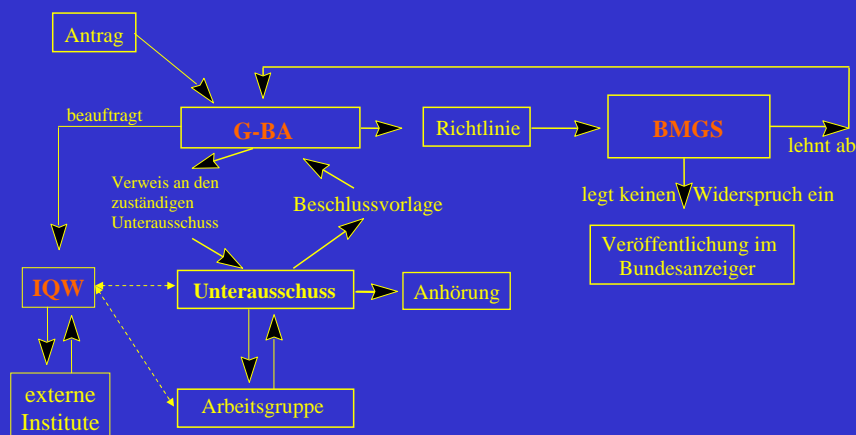 Antrag
beauftragt
G-BA
Richtlinie
BMGS
lehnt ab
Verweis an den
zuständigen
Unterausschuss
Beschlussvorlage
legt keinen Widerspruch ein
Veröffentlichung im
Bundesanzeiger
IQW
Unterausschuss
Anhörung
externe
Institute
Arbeitsgruppe